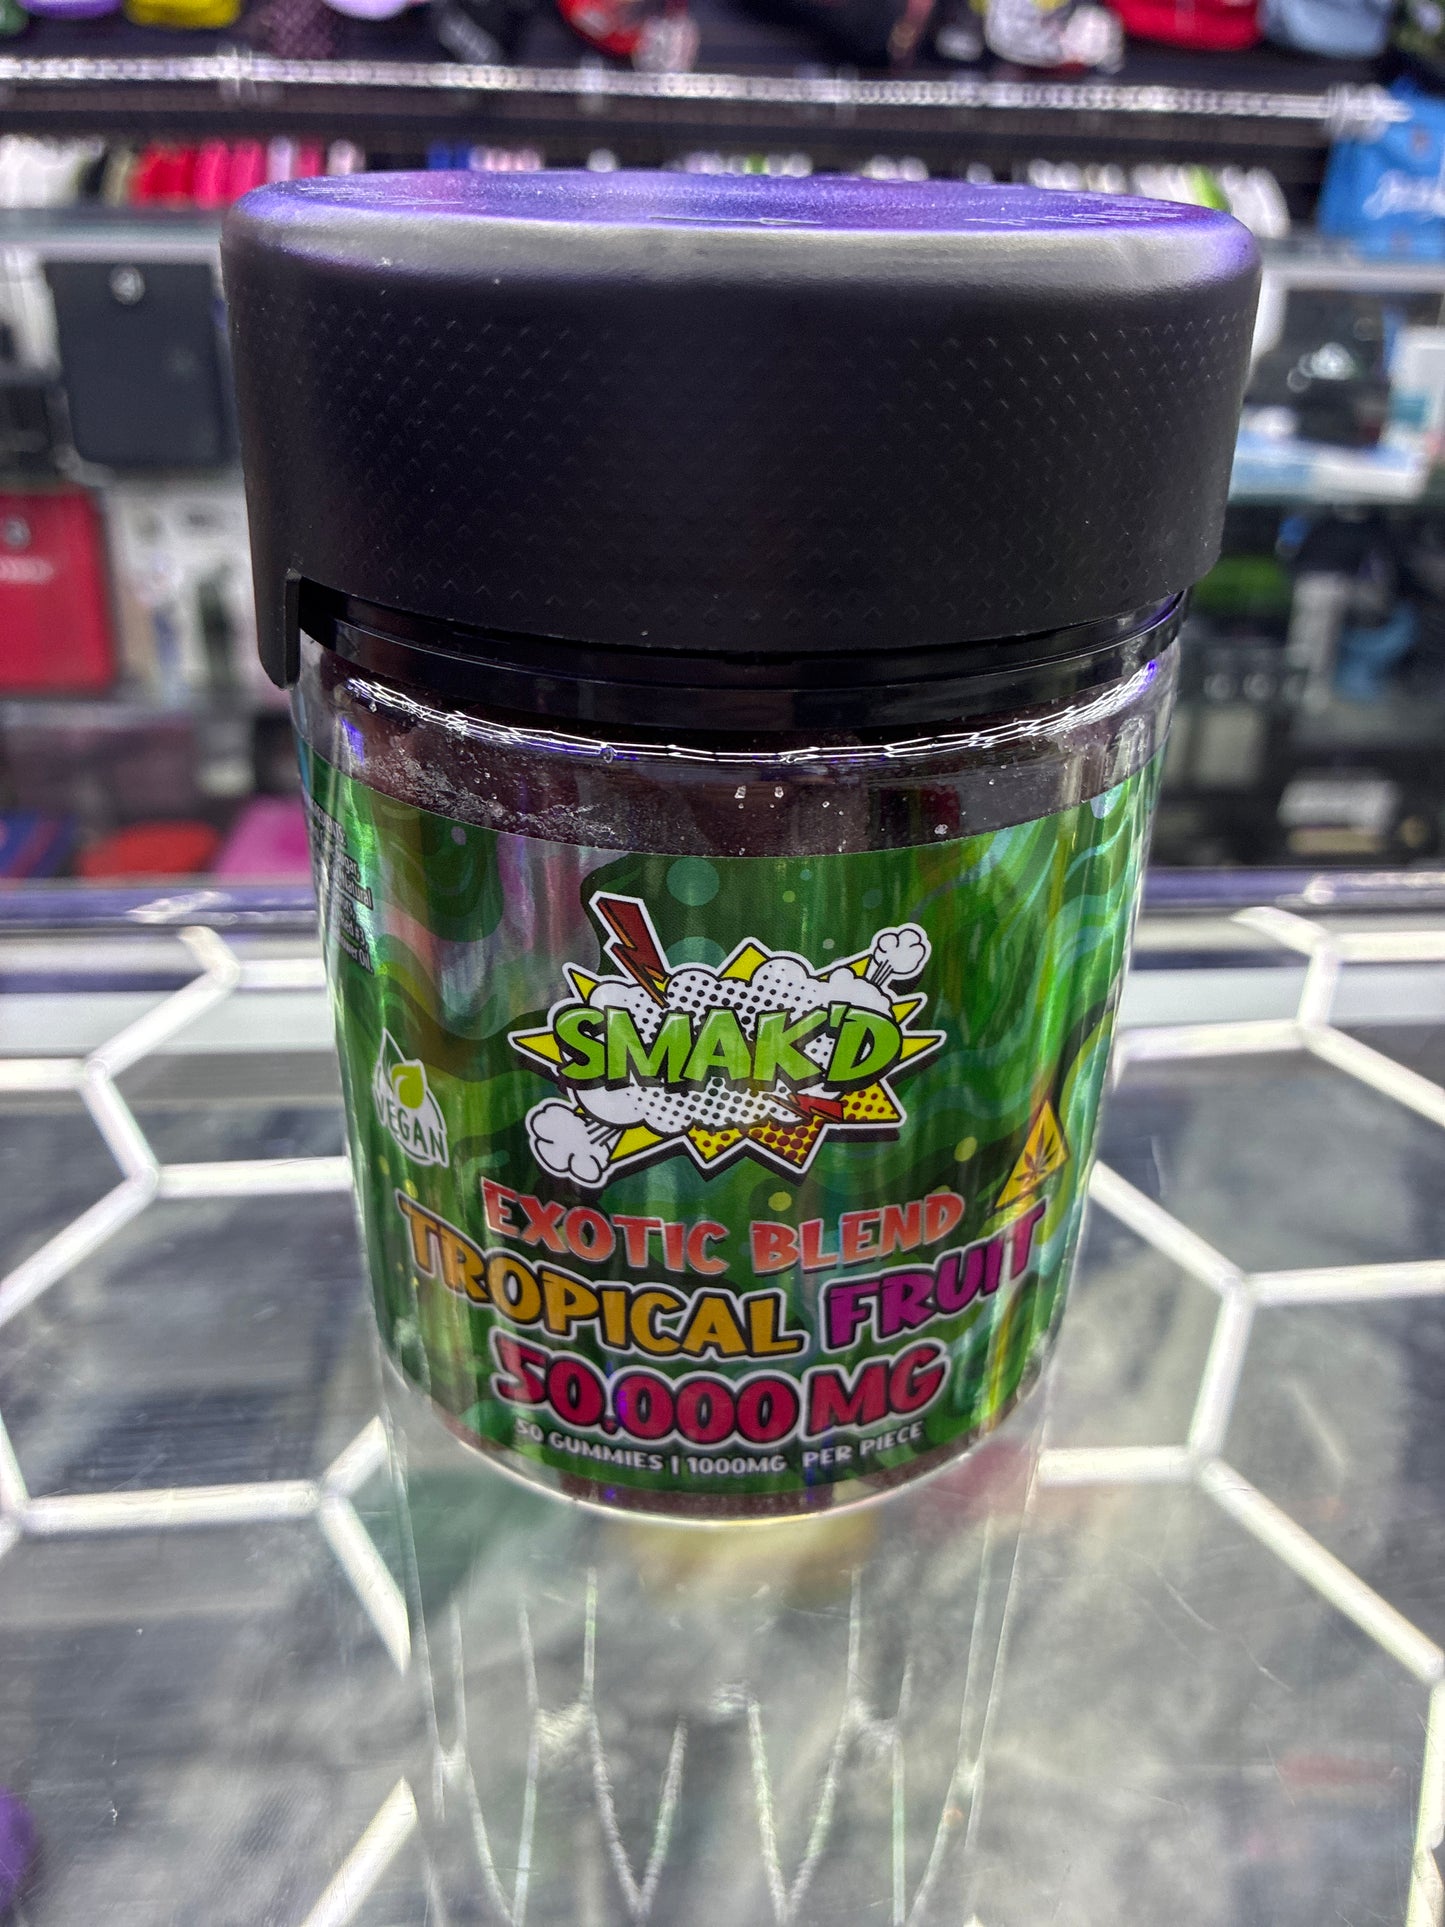 SMAK'D
VEGAN
EXOTIC BLEND
TROPICAL FRUIT
50,000 MG
50 GUMMIES | 1000MG PER PIECE